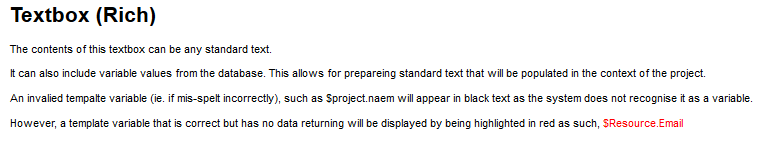 Textbox (Rich)
The contents of this textbox can be any standard text.
It can also include variable values from the database. This allows for prepareing standard text that will be populated in the context of the project.
An invalied tempalte variable (ie. if mis-spelt incorrectly), such as $project.naem will appear in black text as the system does not recognise it as a variable.
However, a template variable that is correct but has no data returning will be displayed by being highlighted in red as such, $Resource.Email